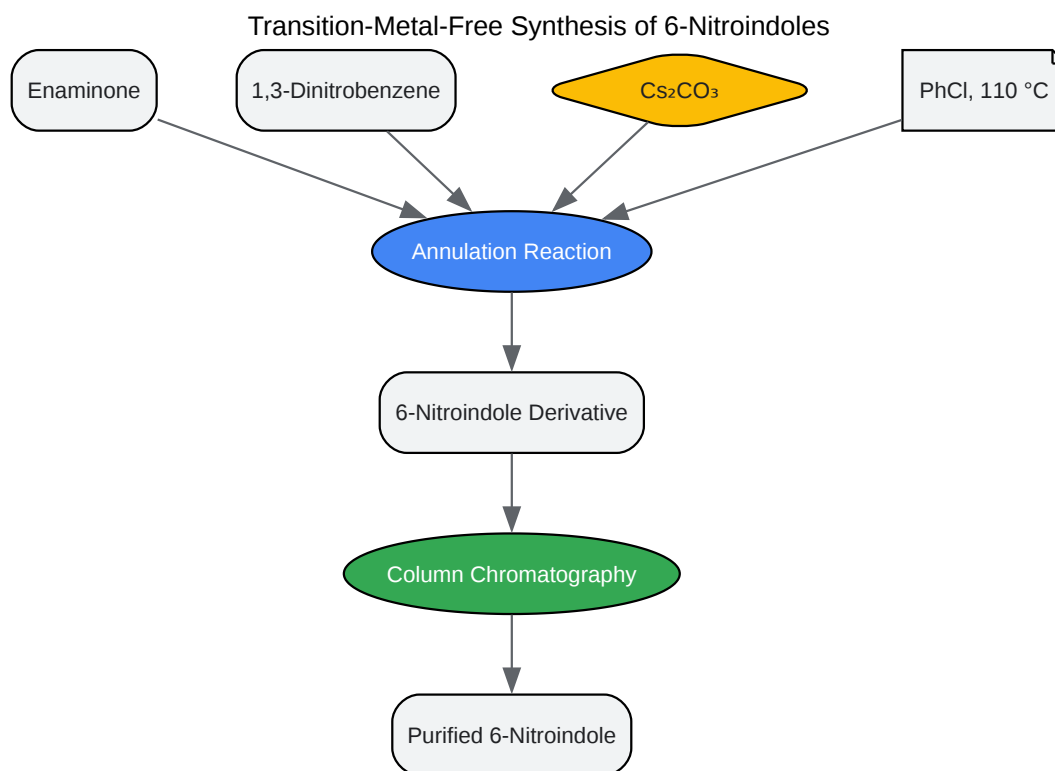 Transition-Metal-Free Synthesis of 6-Nitroindoles
Enaminone
1,3-Dinitrobenzene
Cs₂CO₃
PhCl, 110 °C
Annulation Reaction
6-Nitroindole Derivative
Column Chromatography
Purified 6-Nitroindole